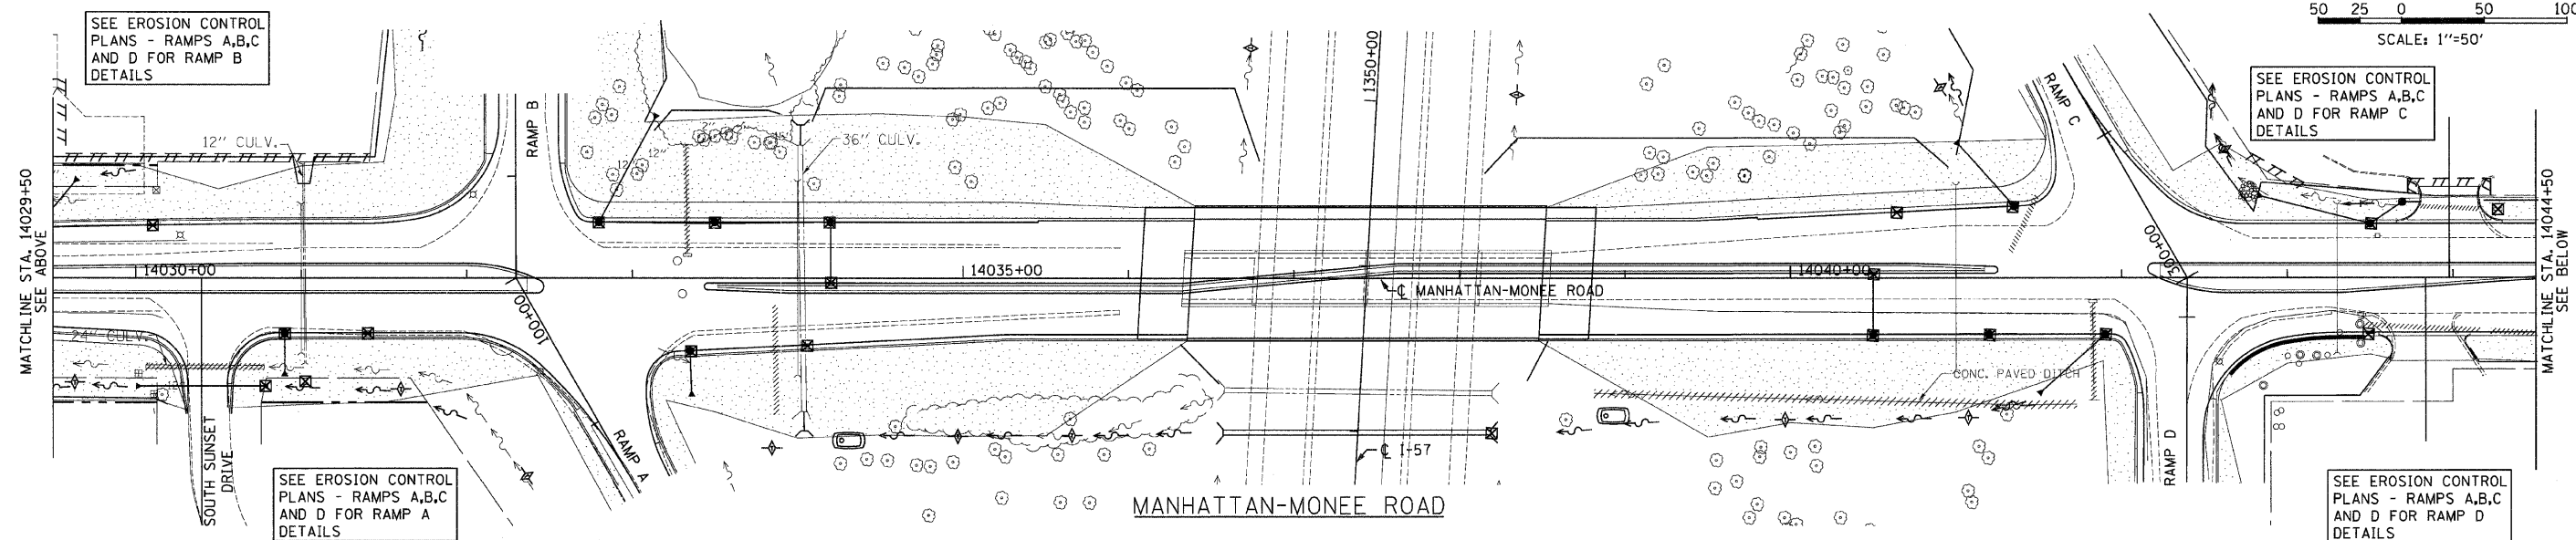 SEE EROSION CONTROL
PLANS - RAMPS A,B,C
AND D FOR RAMP B
DETAILS
50 25 0 50 100
SCALE: 1"=50'
SEE EROSION CONTROL
PLANS - RAMPS A,B,C
AND D FOR RAMP C
DETAILS
1350+00
RAMP B
RAMP C
12" CULV.
36" CULV.
12"
12"
MATCHLINE STA. 14029+50
SEE ABOVE
14030+00
14035+00
14040+00
300+00
MATCHLINE STA. 14044+50
SEE BELOW
℄ MANHATTAN-MONEE ROAD
100+00
24" CULV.
CONC. PAVED DITCH
SOUTH SUNSET
DRIVE
RAMP A
℄ I-57
RAMP D
SEE EROSION CONTROL
PLANS - RAMPS A,B,C
AND D FOR RAMP A
DETAILS
MANHATTAN-MONEE ROAD
SEE EROSION CONTROL
PLANS - RAMPS A,B,C
AND D FOR RAMP D
DETAILS